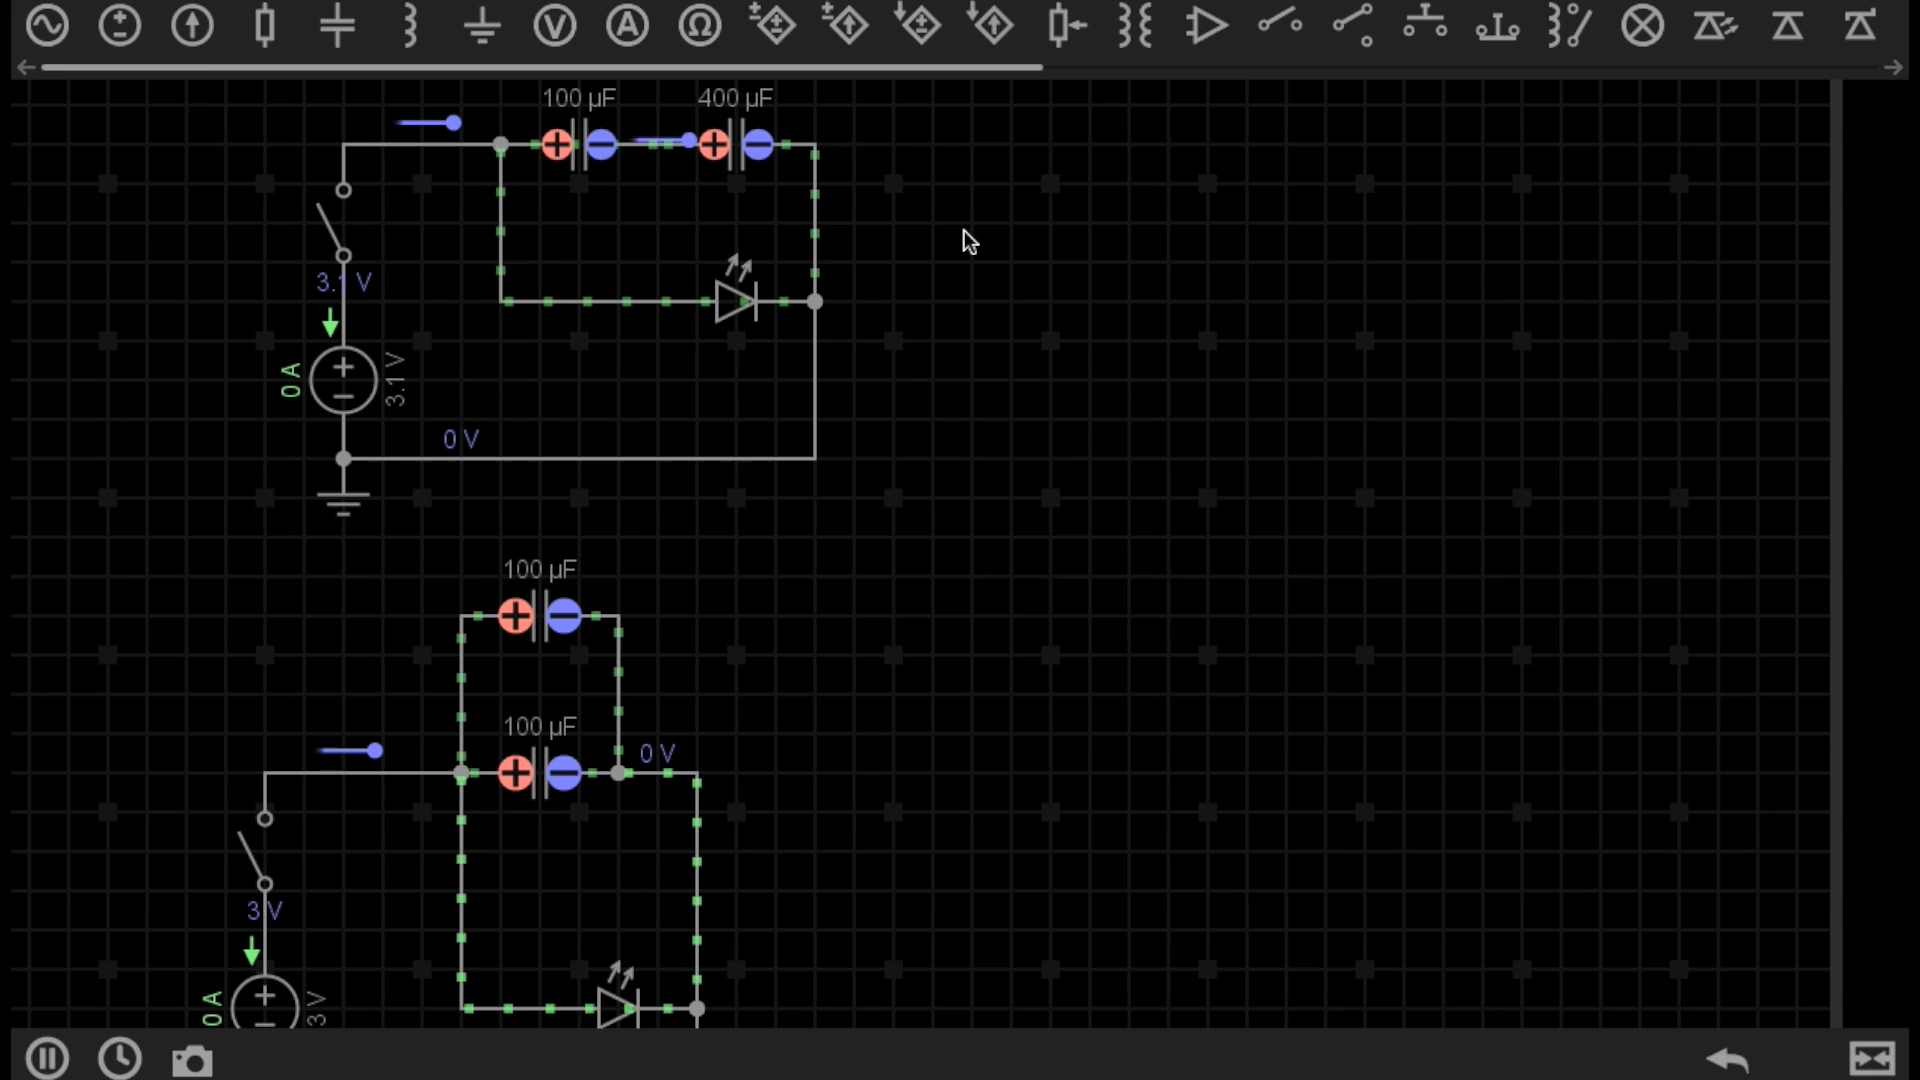 V A Ω
100 µF 400 µF
3.1 V
0 A
3.1 V
0 V
100 µF
100 µF
0 V
3 V
0 A
3 V